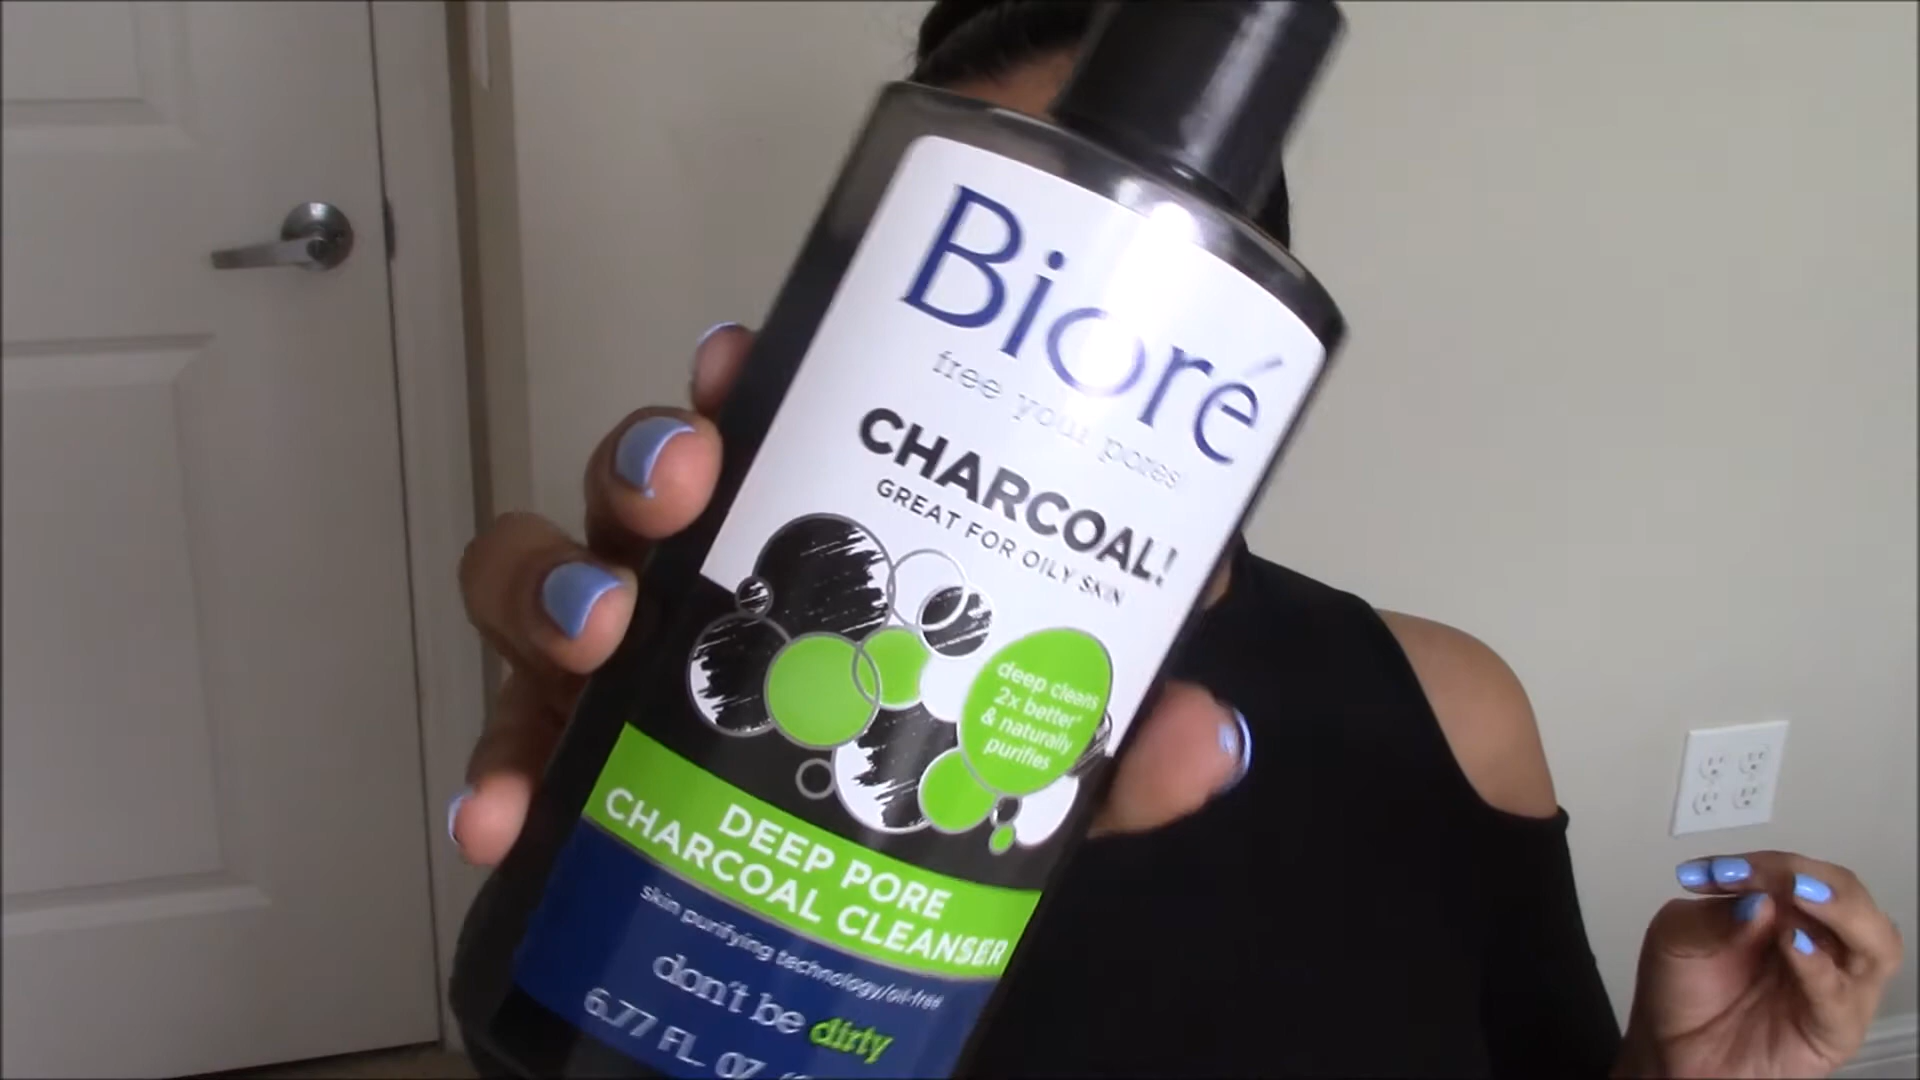 Bioré
free your pores
CHARCOAL!
GREAT FOR OILY SKIN
deep cleans
2x better*
& naturally
purifies
DEEP PORE
CHARCOAL CLEANSER
skin purifying technology/oil-free
don't be dirty
6.77 FL. OZ.